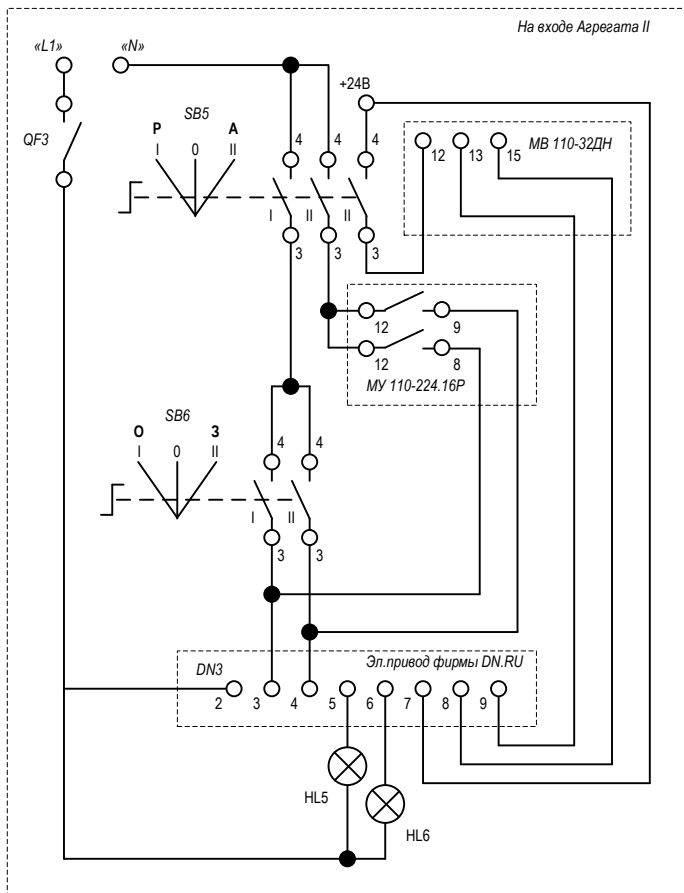 На входе Агрегата II
«L1»
«N»
+24В
SB5
P A
I 0 II
QF3
4 4 4
I II II
3 3 3
12 13 15
МВ 110-32ДН
12 9
12 8
МУ 110-224.16Р
SB6
О З
I 0 II
4 4
I II
3 3
DN3
Эл.привод фирмы DN.RU
2 3 4 5 6 7 8 9
HL5
HL6